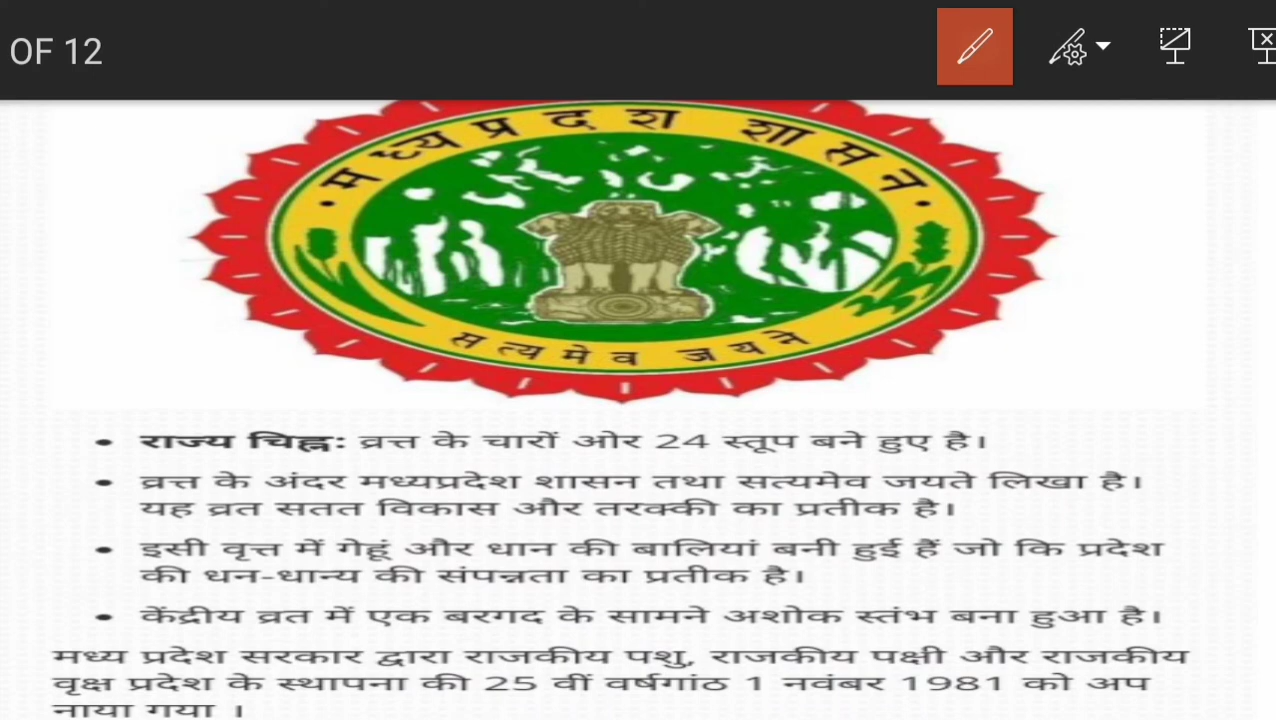 OF 12
मध्यप्रदेश शासन
सत्यमेव जयते
• राज्य चिह्न: व्रत्त के चारों ओर 24 स्तूप बने हुए है।
• व्रत्त के अंदर मध्यप्रदेश शासन तथा सत्यमेव जयते लिखा है।
यह व्रत सतत विकास और तरक्की का प्रतीक है।
• इसी वृत्त में गेहूं और धान की बालियां बनी हुई हैं जो कि प्रदेश
की धन-धान्य की संपन्नता का प्रतीक है।
• केंद्रीय व्रत में एक बरगद के सामने अशोक स्तंभ बना हुआ है।
मध्य प्रदेश सरकार द्वारा राजकीय पशु, राजकीय पक्षी और राजकीय
वृक्ष प्रदेश के स्थापना की 25 वीं वर्षगांठ 1 नवंबर 1981 को अप
नाया गया ।